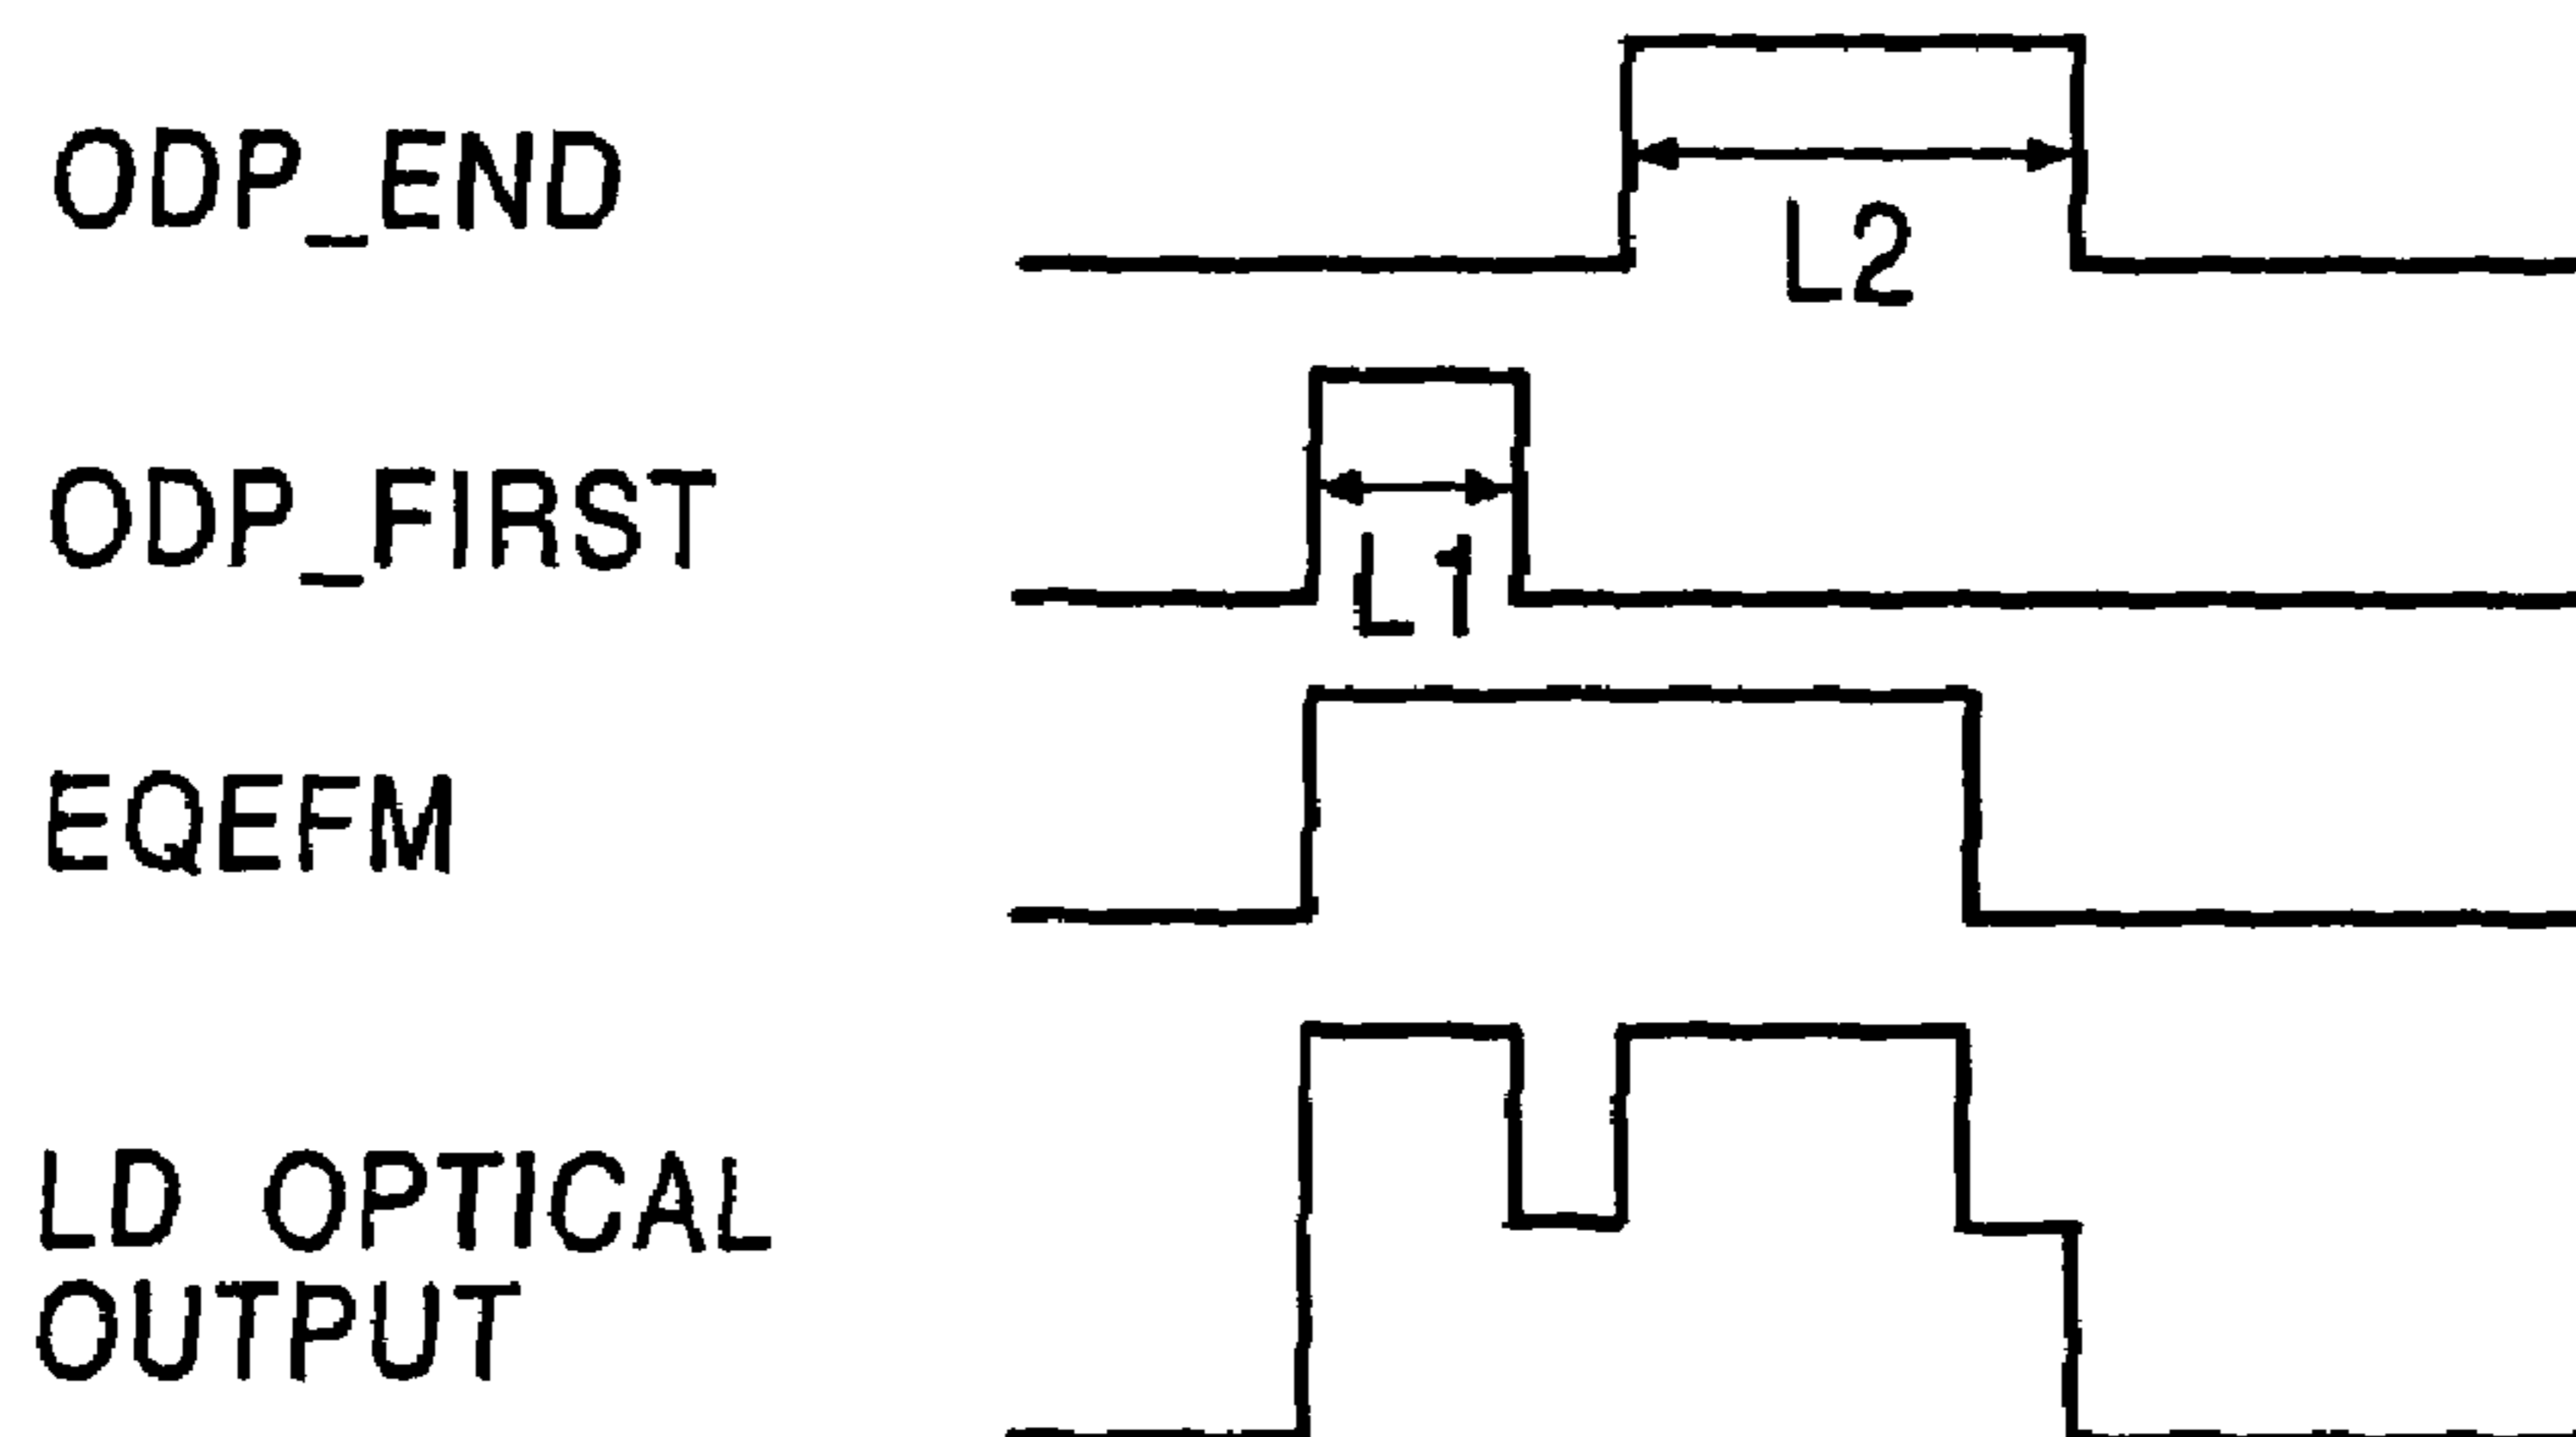 ODP_END
L2
ODP_FIRST
L1
EQEFM
LD OPTICAL
OUTPUT